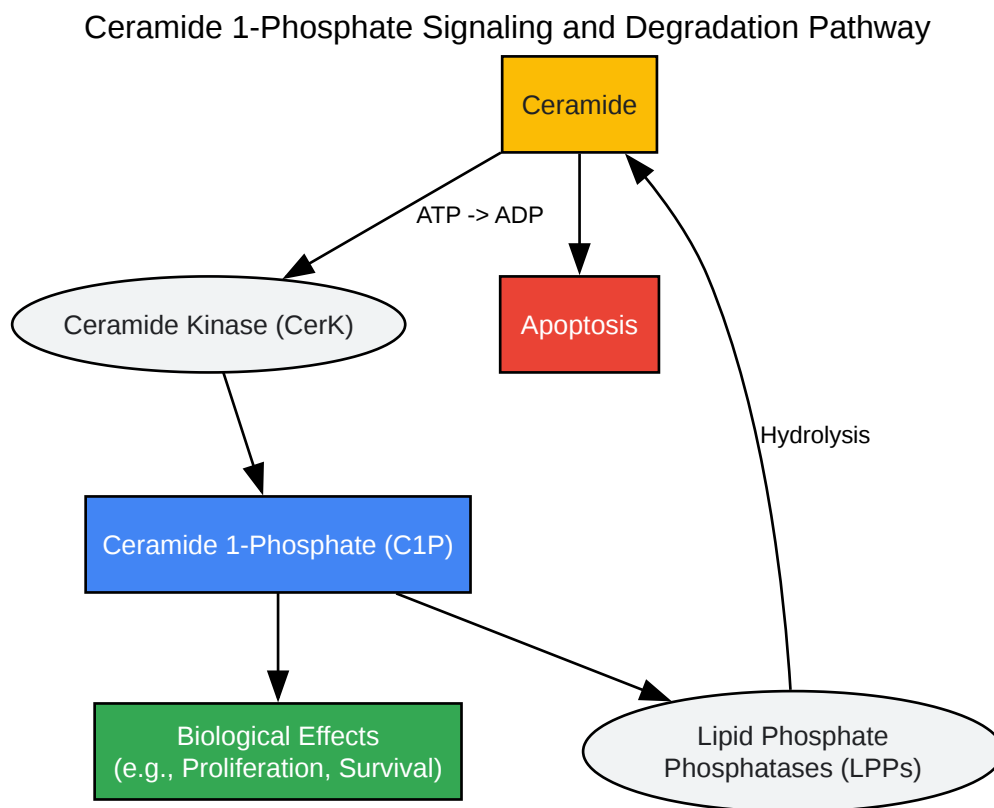 Ceramide 1-Phosphate Signaling and Degradation Pathway
Ceramide
ATP -> ADP
Ceramide Kinase (CerK)
Apoptosis
Hydrolysis
Ceramide 1-Phosphate (C1P)
Biological Effects
(e.g., Proliferation, Survival)
Lipid Phosphate
Phosphatases (LPPs)